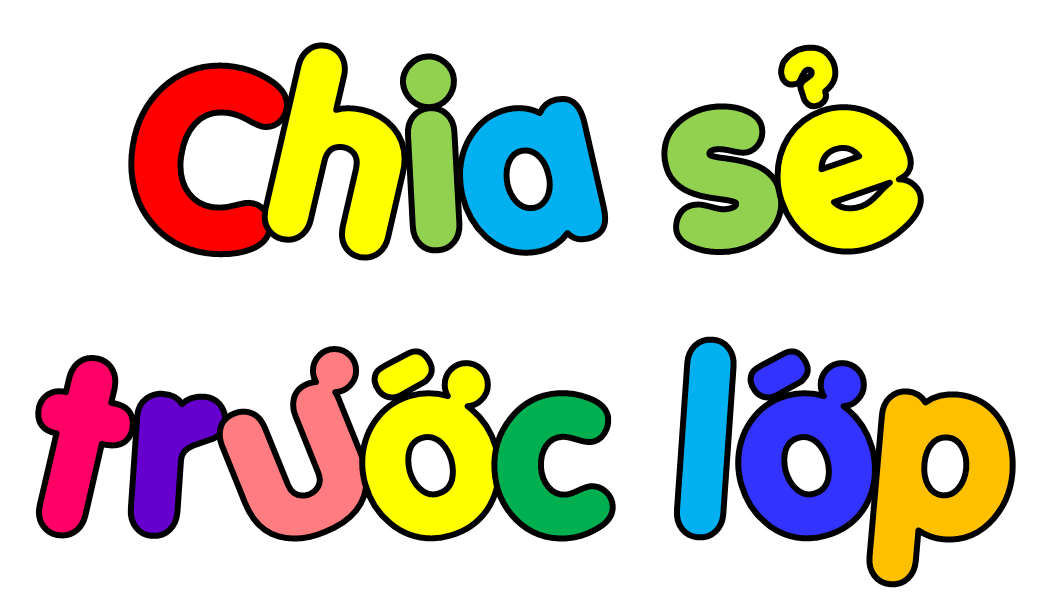 Chia sẻ
trước lớp